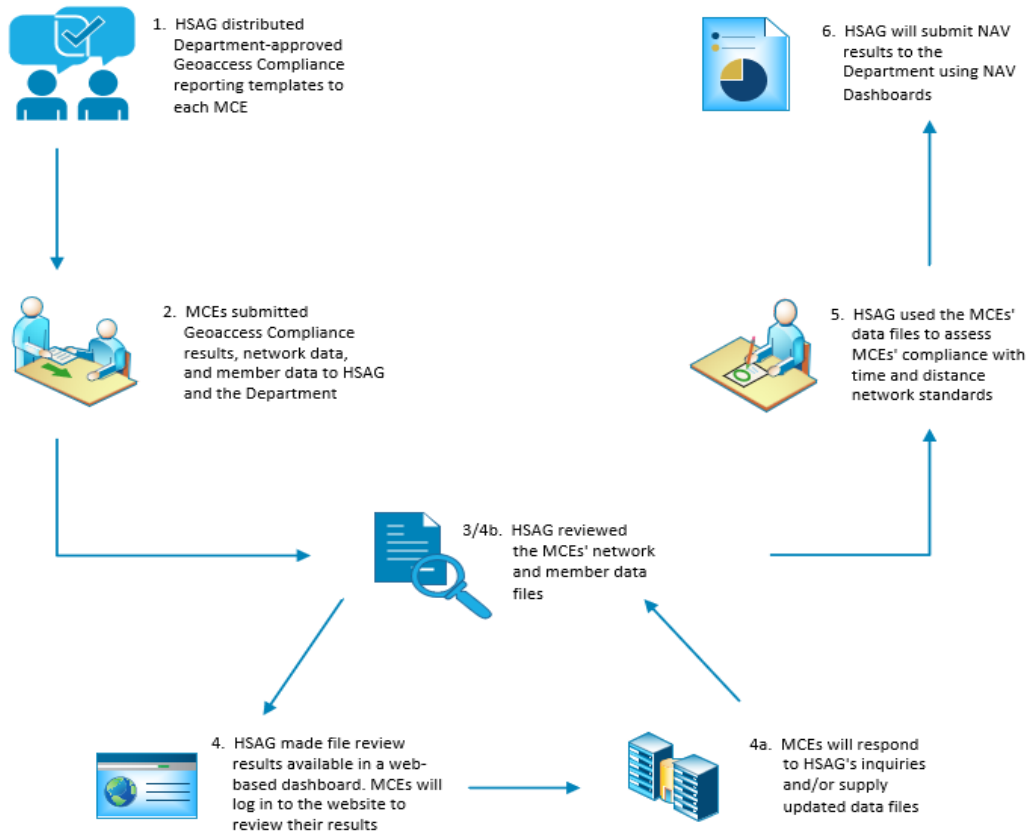 1. HSAG distributed
Department-approved
Geoaccess Compliance
reporting templates to
each MCE
2. MCEs submitted
Geoaccess Compliance
results, network data,
and member data to HSAG
and the Department
3/4b. HSAG reviewed
the MCEs' network
and member data
files
4. HSAG made file review
results available in a web-
based dashboard. MCEs will
log in to the website to
review their results
4a. MCEs will respond
to HSAG's inquiries
and/or supply
updated data files
5. HSAG used the MCEs'
data files to assess
MCEs' compliance with
time and distance
network standards
6. HSAG will submit NAV
results to the
Department using NAV
Dashboards